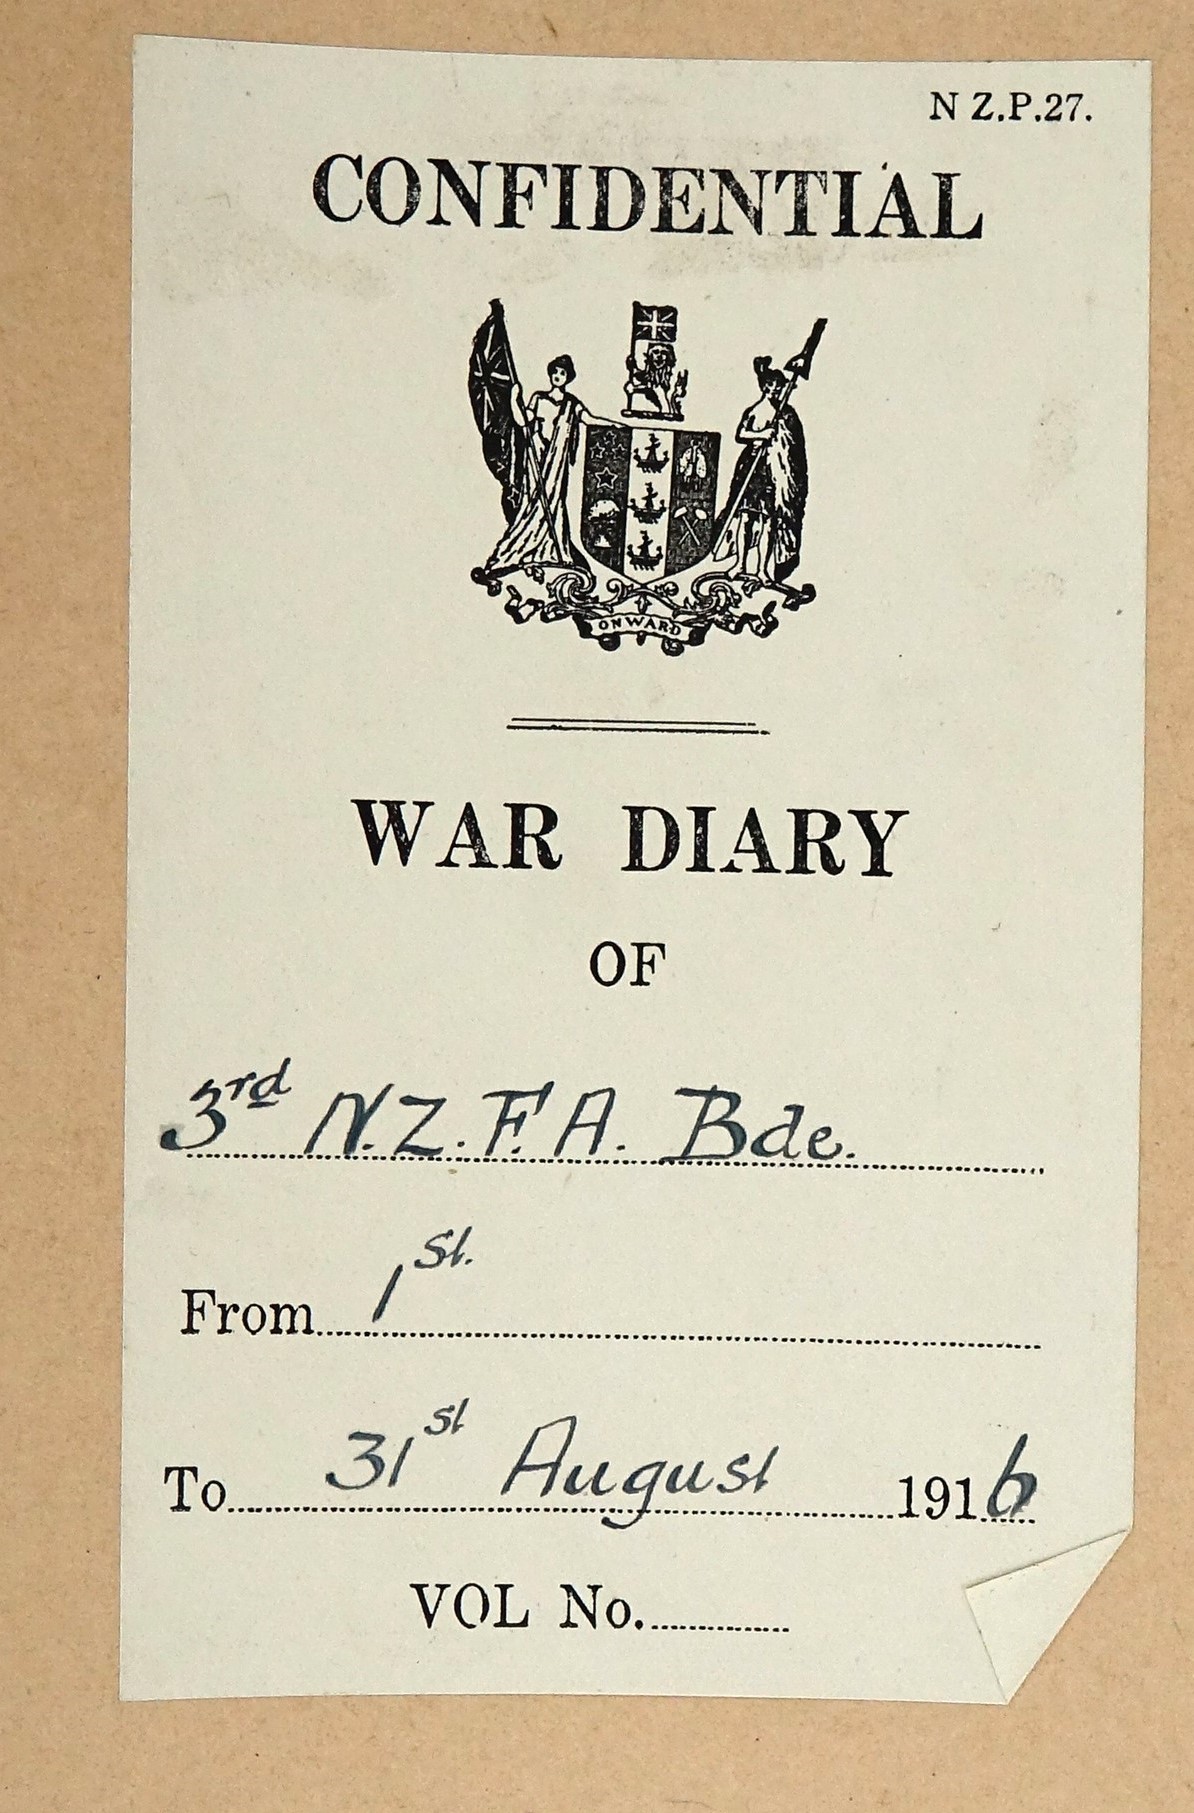 N Z.P.27.
CONFIDENTIAL
ONWARD
WAR DIARY
OF
3rd N.Z.F.A. Bde.
From 1st.
To 31st August 1916
VOL No.